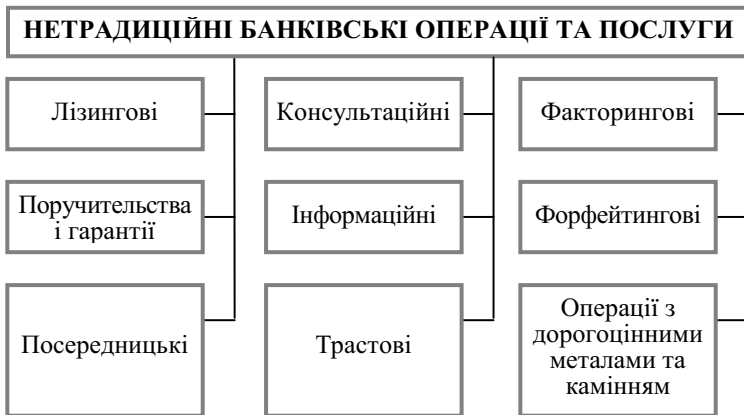 НЕТРАДИЦІЙНІ БАНКІВСЬКІ ОПЕРАЦІЇ ТА ПОСЛУГИ
Лізингові
Консультаційні
Факторингові
Поручительства
і гарантії
Інформаційні
Форфейтингові
Посередницькі
Трастові
Операції з
дорогоцінними
металами та
камінням